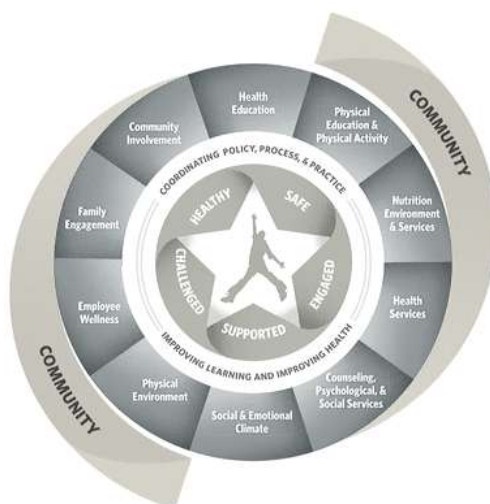 COMMUNITY
Health
Education
Physical
Education &
Physical Activity
Nutrition
Environment
& Services
Health
Services
Counseling,
Psychological, &
Social Services
Social & Emotional
Climate
Physical
Environment
Employee
Wellness
Family
Engagement
Community
Involvement
COORDINATING POLICY, PROCESS, & PRACTICE
IMPROVING LEARNING AND IMPROVING HEALTH
HEALTHY
SAFE
ENGAGED
SUPPORTED
CHALLENGED
COMMUNITY